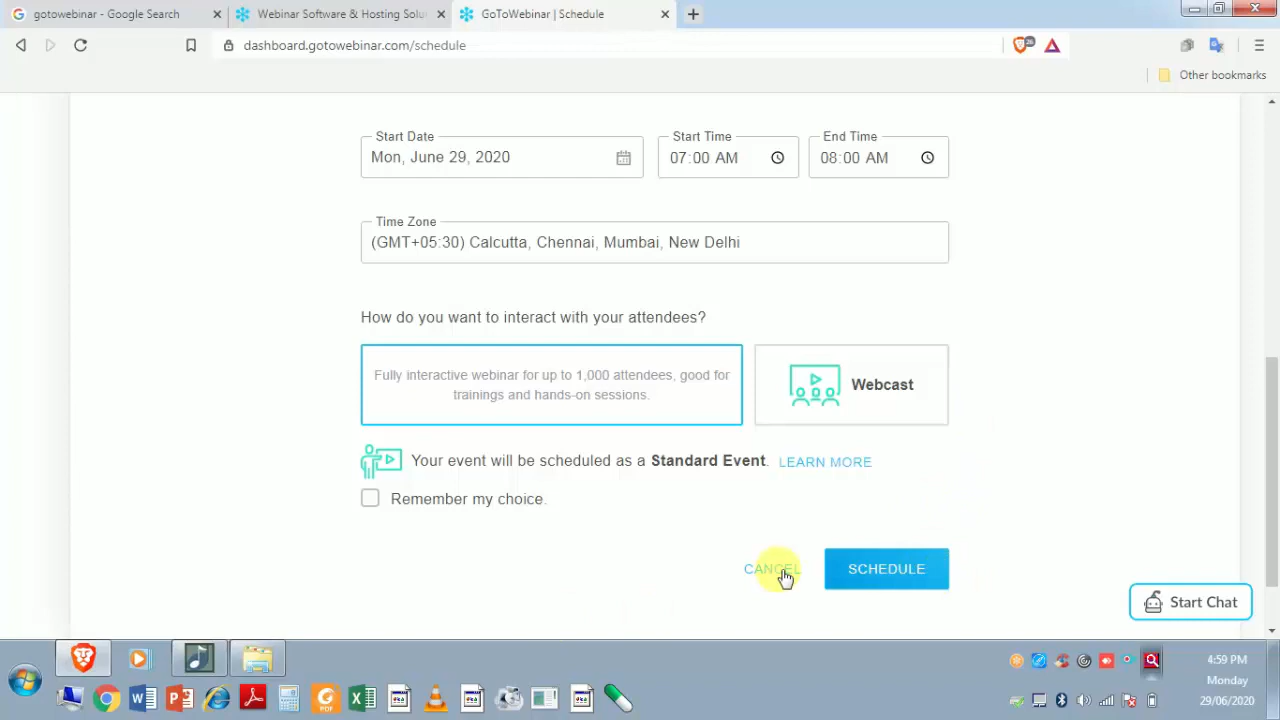 gotowebinar - Google Search
Webinar Software & Hosting Solu
GoToWebinar | Schedule
dashboard.gotowebinar.com/schedule
26
Other bookmarks
Start Date
Mon, June 29, 2020
Start Time
07:00 AM
End Time
08:00 AM
Time Zone
(GMT+05:30) Calcutta, Chennai, Mumbai, New Delhi
How do you want to interact with your attendees?
Fully interactive webinar for up to 1,000 attendees, good for
trainings and hands-on sessions.
Webcast
Your event will be scheduled as a Standard Event. LEARN MORE
Remember my choice.
CANCEL
SCHEDULE
Start Chat
4:59 PM
Monday
29/06/2020